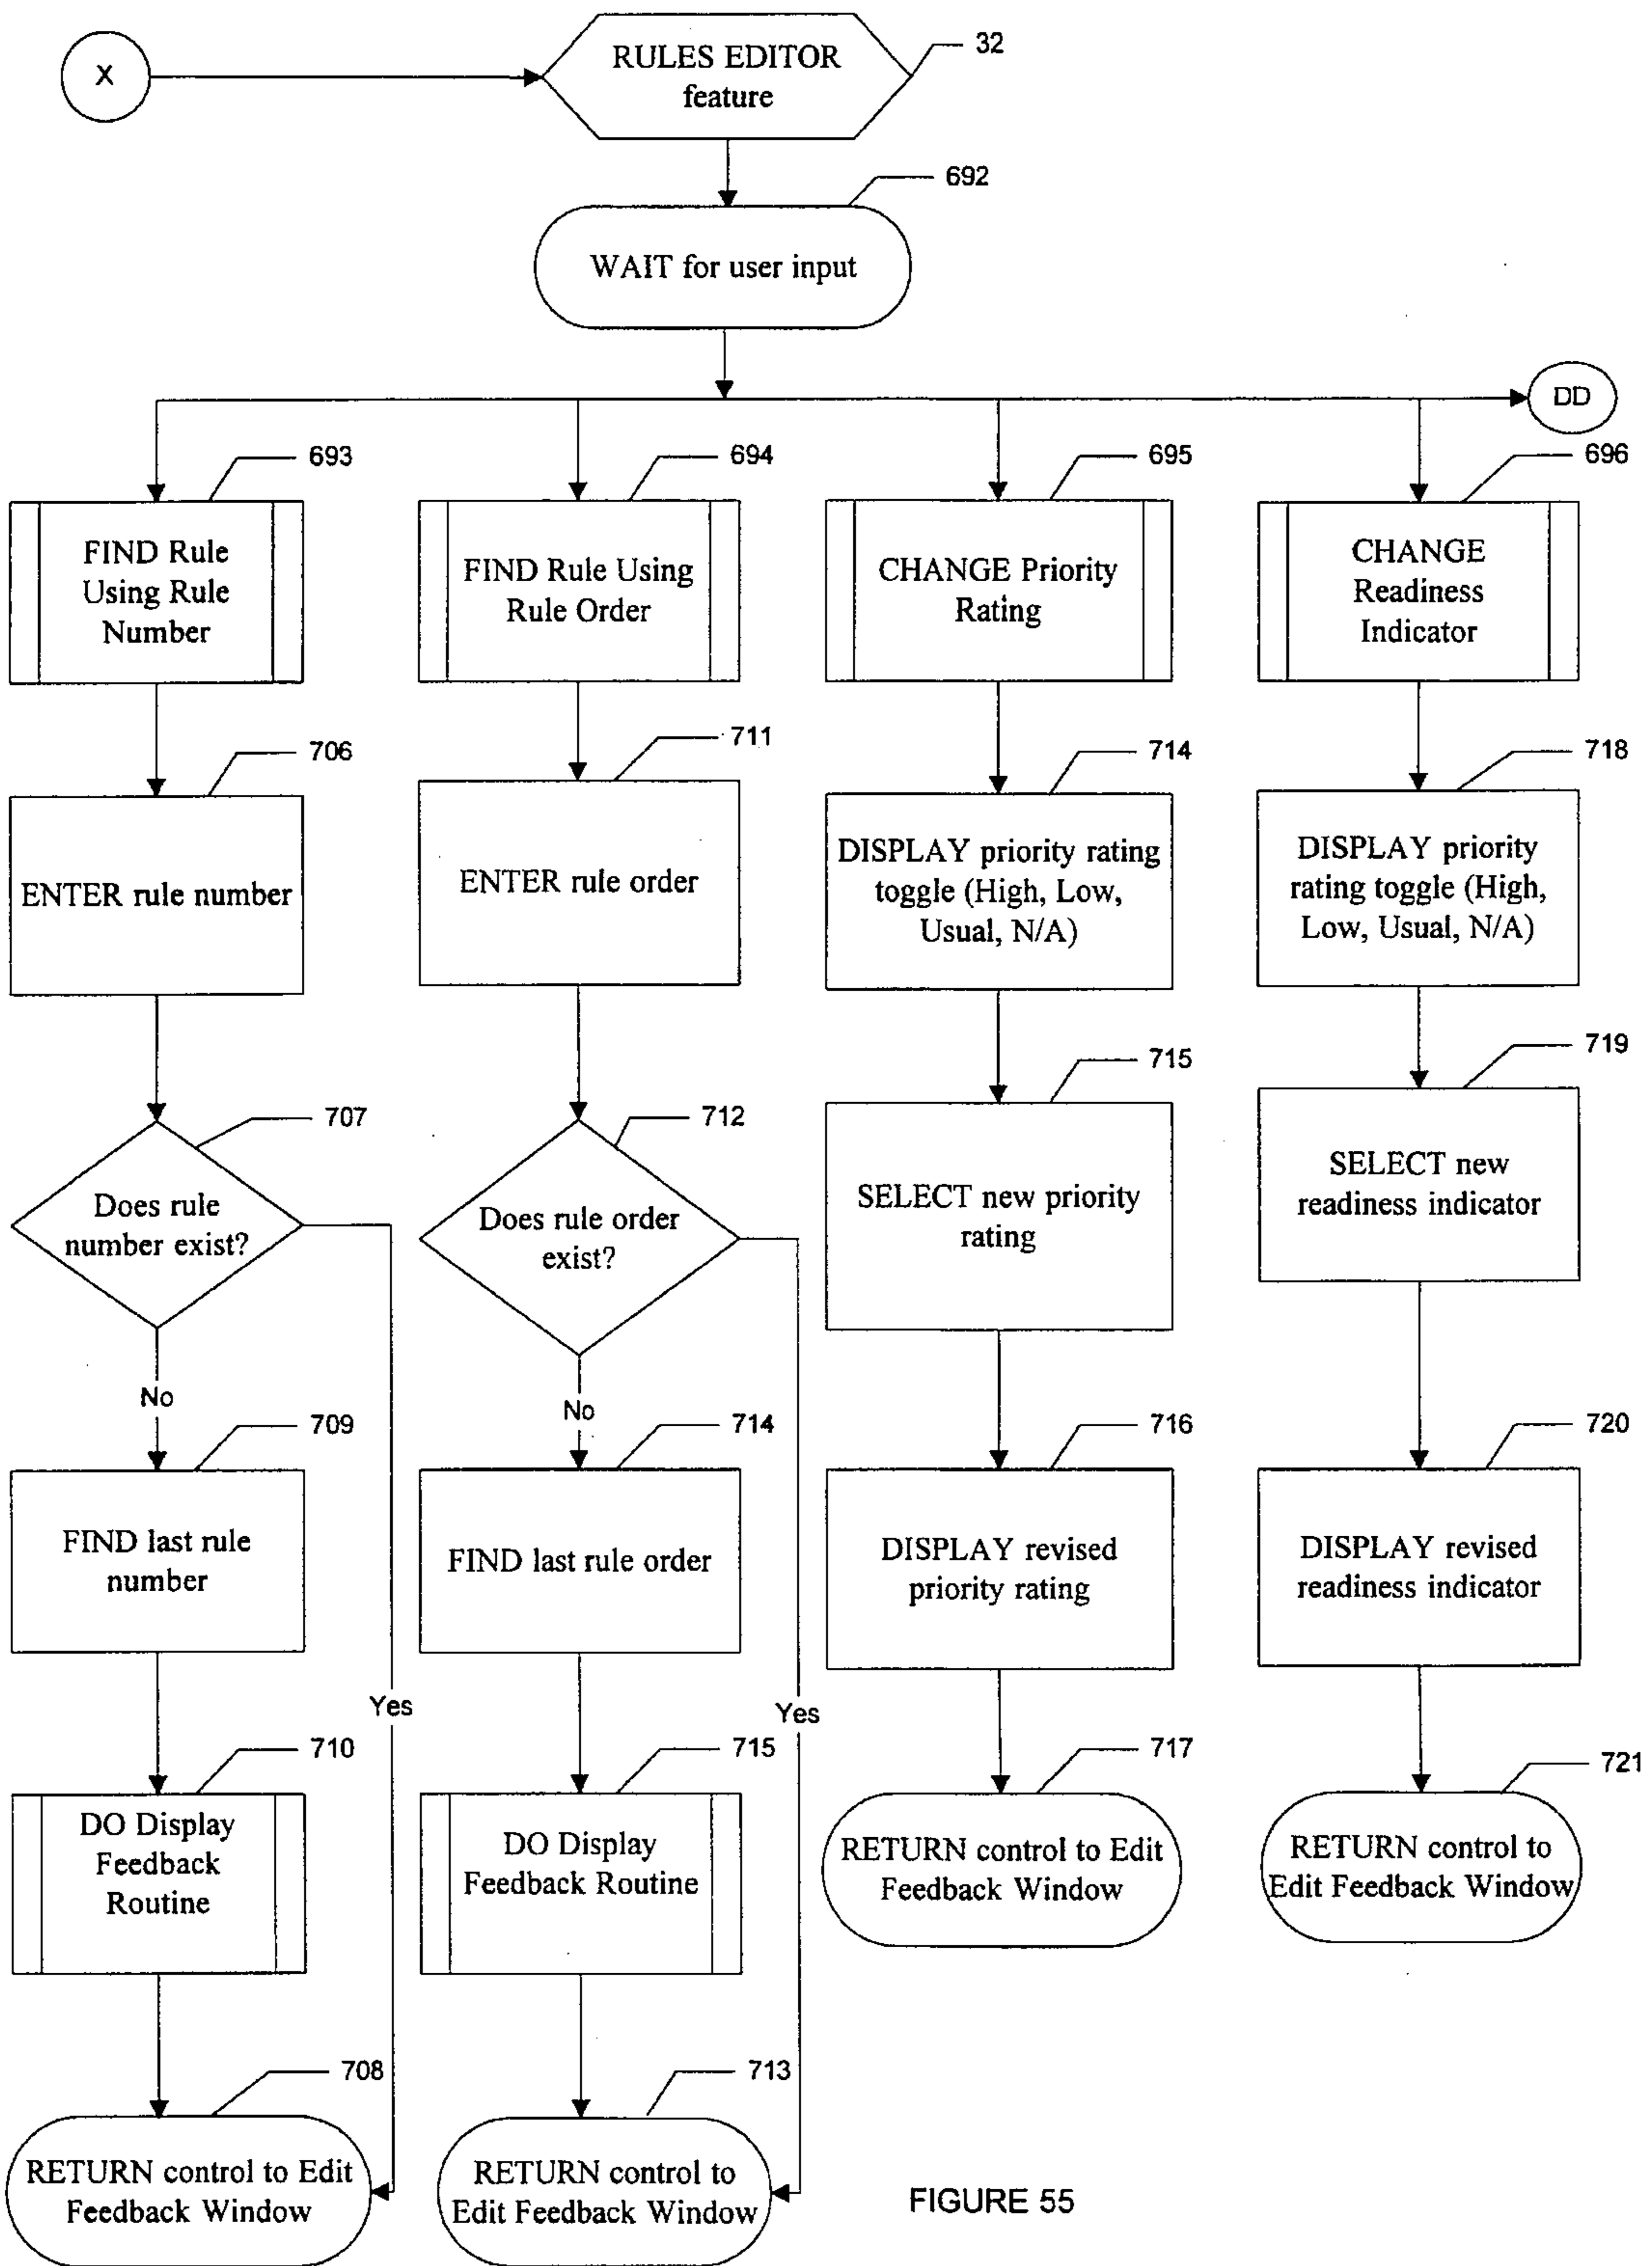 X
RULES EDITOR
feature
32
692
WAIT for user input
DD
693
694
695
696
FIND Rule
Using Rule
Number
FIND Rule Using
Rule Order
CHANGE Priority
Rating
CHANGE
Readiness
Indicator
706
711
714
718
ENTER rule number
ENTER rule order
DISPLAY priority rating
toggle (High, Low,
Usual, N/A)
DISPLAY priority
rating toggle (High,
Low, Usual, N/A)
707
712
715
719
Does rule
number exist?
Does rule order
exist?
SELECT new priority
rating
SELECT new
readiness indicator
No
No
709
714
716
720
FIND last rule
number
FIND last rule order
DISPLAY revised
priority rating
DISPLAY revised
readiness indicator
Yes
Yes
710
715
717
721
DO Display
Feedback
Routine
DO Display
Feedback Routine
RETURN control to Edit
Feedback Window
RETURN control to
Edit Feedback Window
708
713
RETURN control to Edit
Feedback Window
RETURN control to
Edit Feedback Window
FIGURE 55